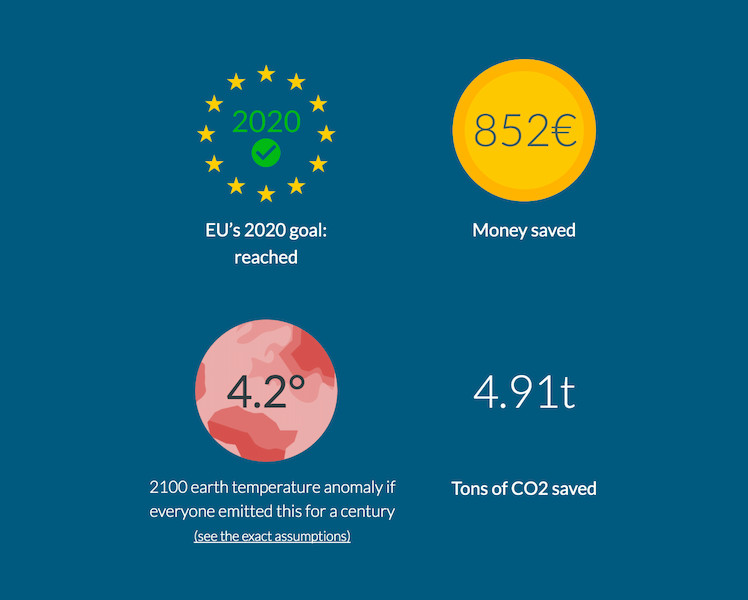 2020
EU's 2020 goal:
reached
852€
Money saved
4.2°
2100 earth temperature anomaly if
everyone emitted this for a century
(see the exact assumptions)
4.91t
Tons of CO2 saved